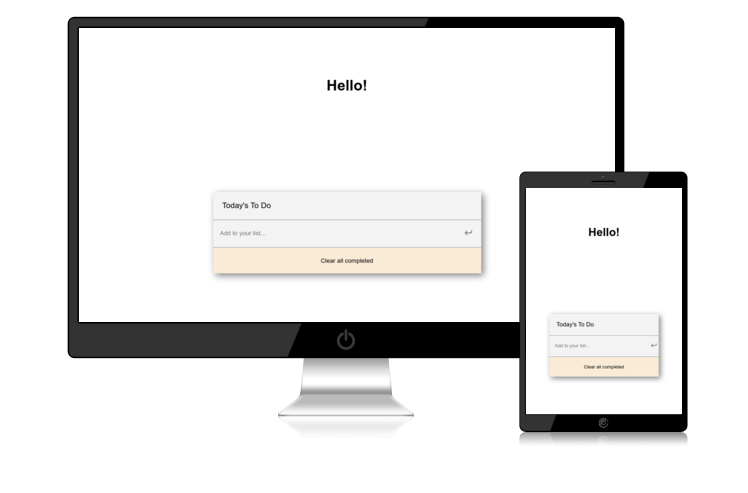 Hello!
Today's To Do
Add to your list...
Clear all completed
Hello!
Today's To Do
Add to your list...
Clear all completed